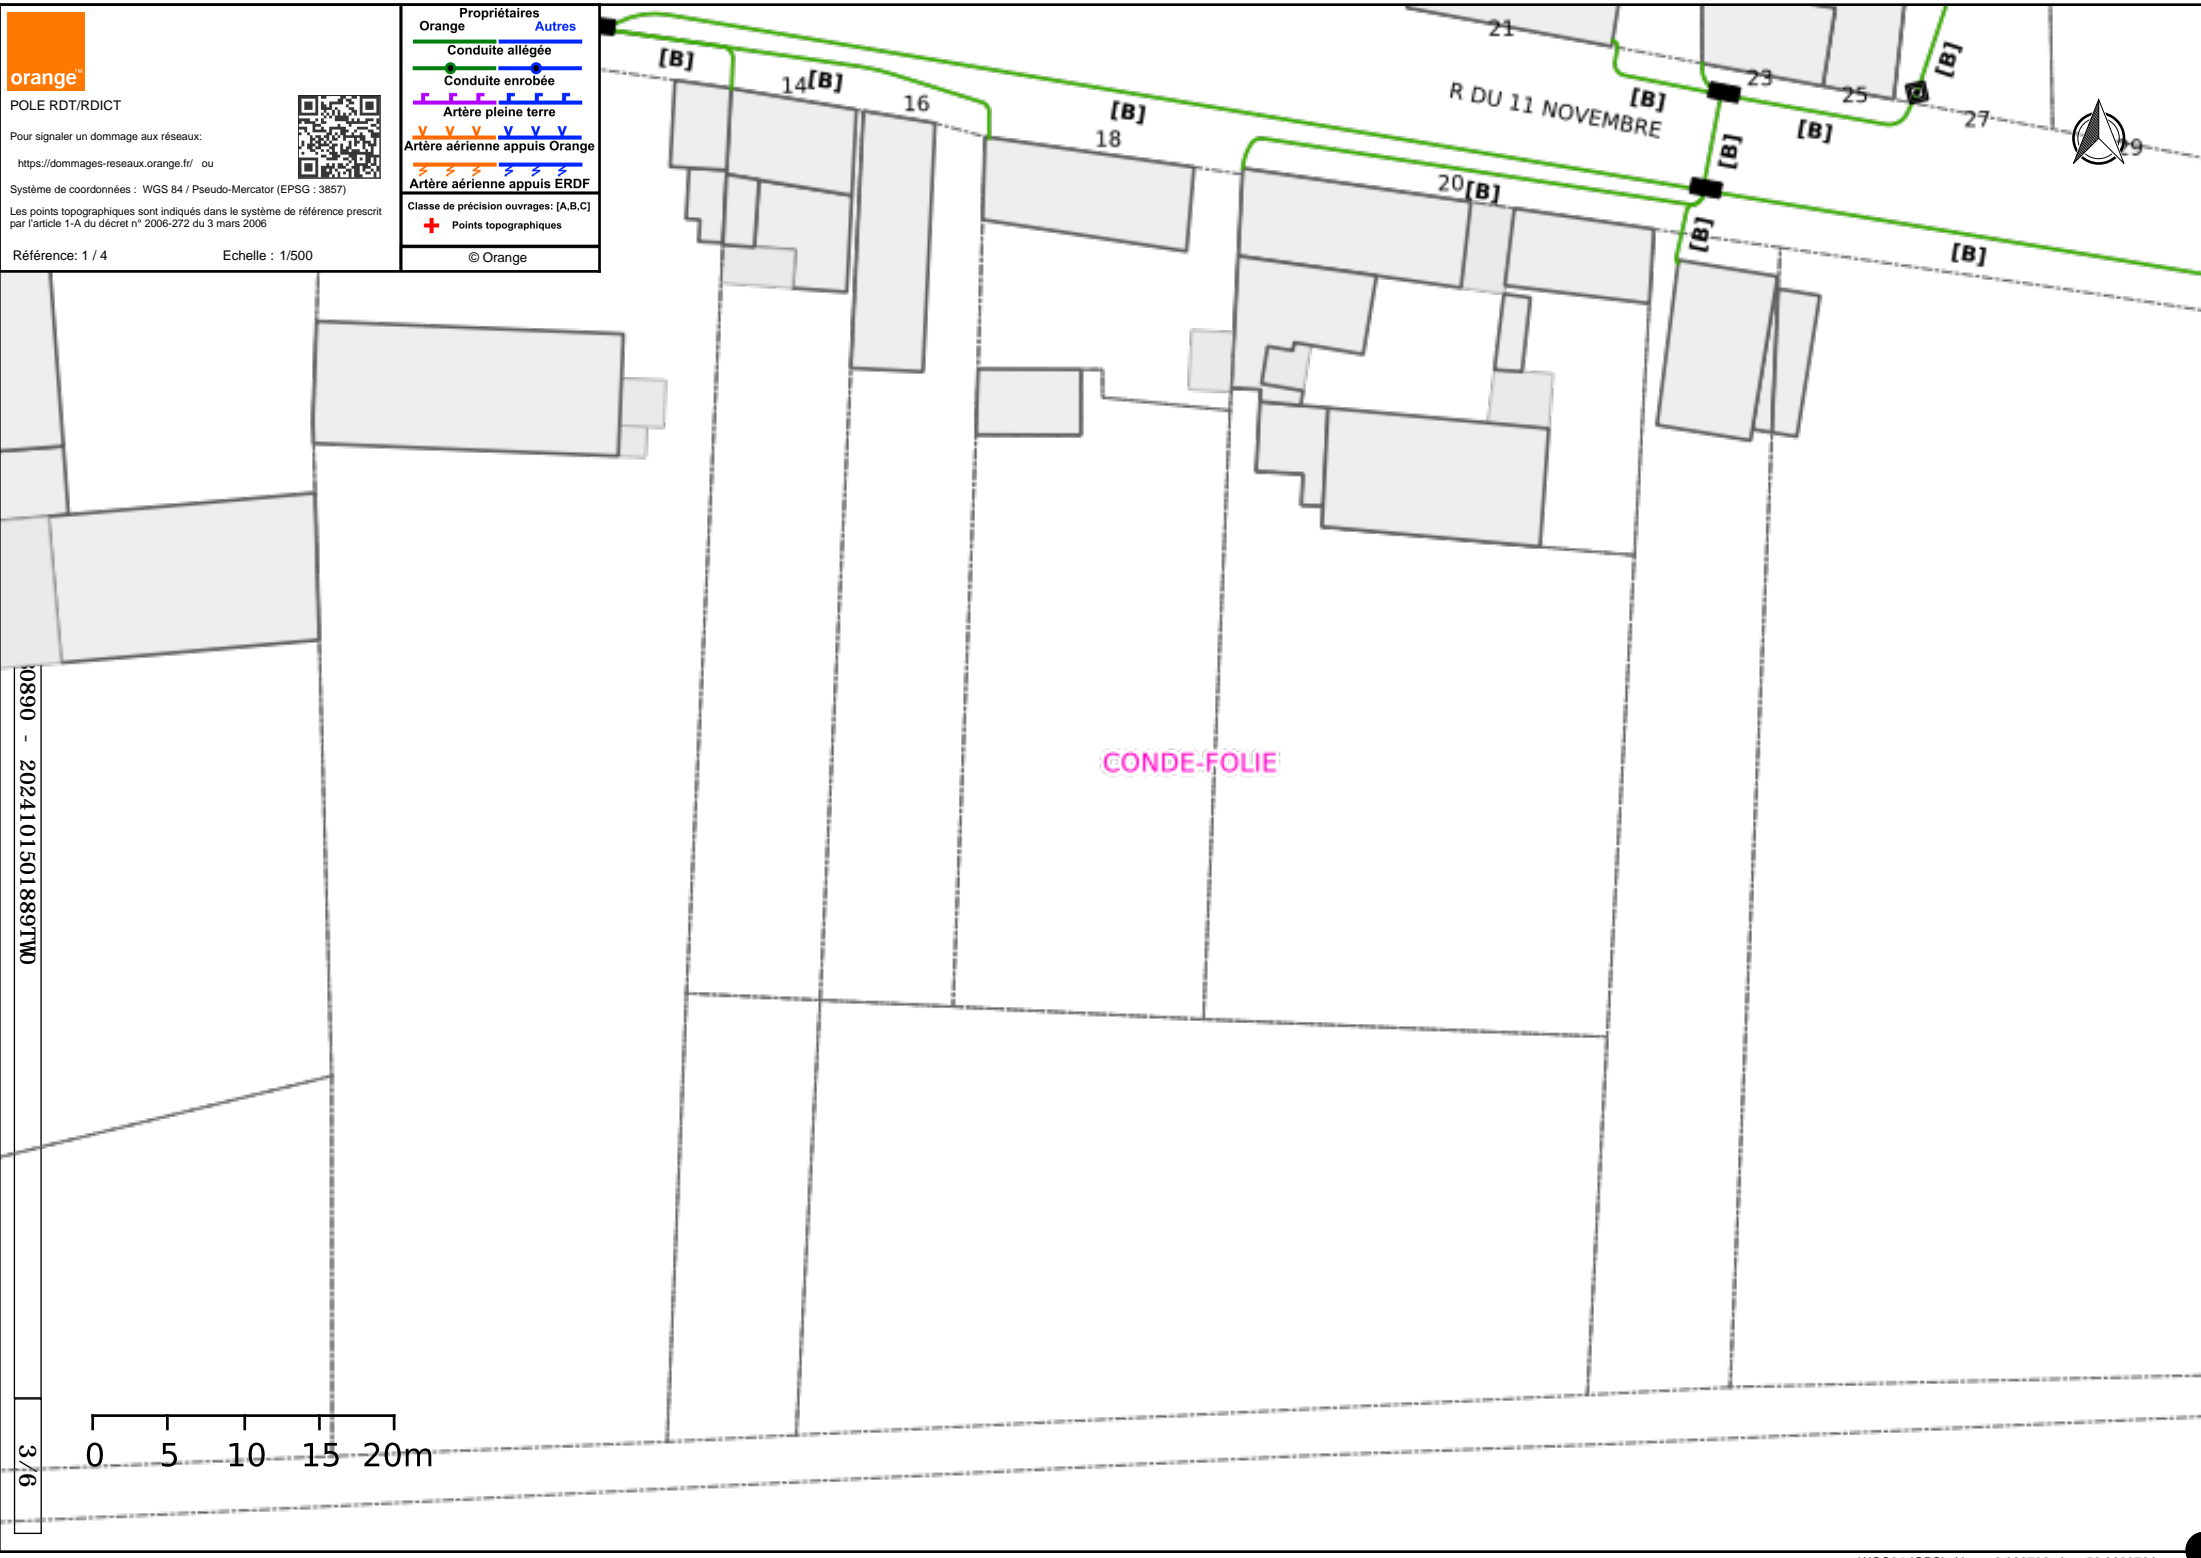 orange™
POLE RDT/RDICT
Pour signaler un dommage aux réseaux:
https://dommages-reseaux.orange.fr/ ou
Système de coordonnées : WGS 84 / Pseudo-Mercator (EPSG : 3857)
Les points topographiques sont indiqués dans le système de référence prescrit
par l'article 1-A du décret n° 2006-272 du 3 mars 2006
Référence: 1 / 4
Echelle : 1/500
Propriétaires
Orange Autres
Conduite allégée
Conduite enrobée
Artère pleine terre
Artère aérienne appuis Orange
Artère aérienne appuis ERDF
Classe de précision ouvrages: [A,B,C]
Points topographiques
© Orange
[B]
14
[B]
16
[B]
18
20
[B]
R DU 11 NOVEMBRE
21
[B]
23
25
[B]
[B]
27
29
[B]
[B]
[B]
CONDE-FOLIE
0890 - 2024101501889TW0
3/6
0 5 10 15 20m